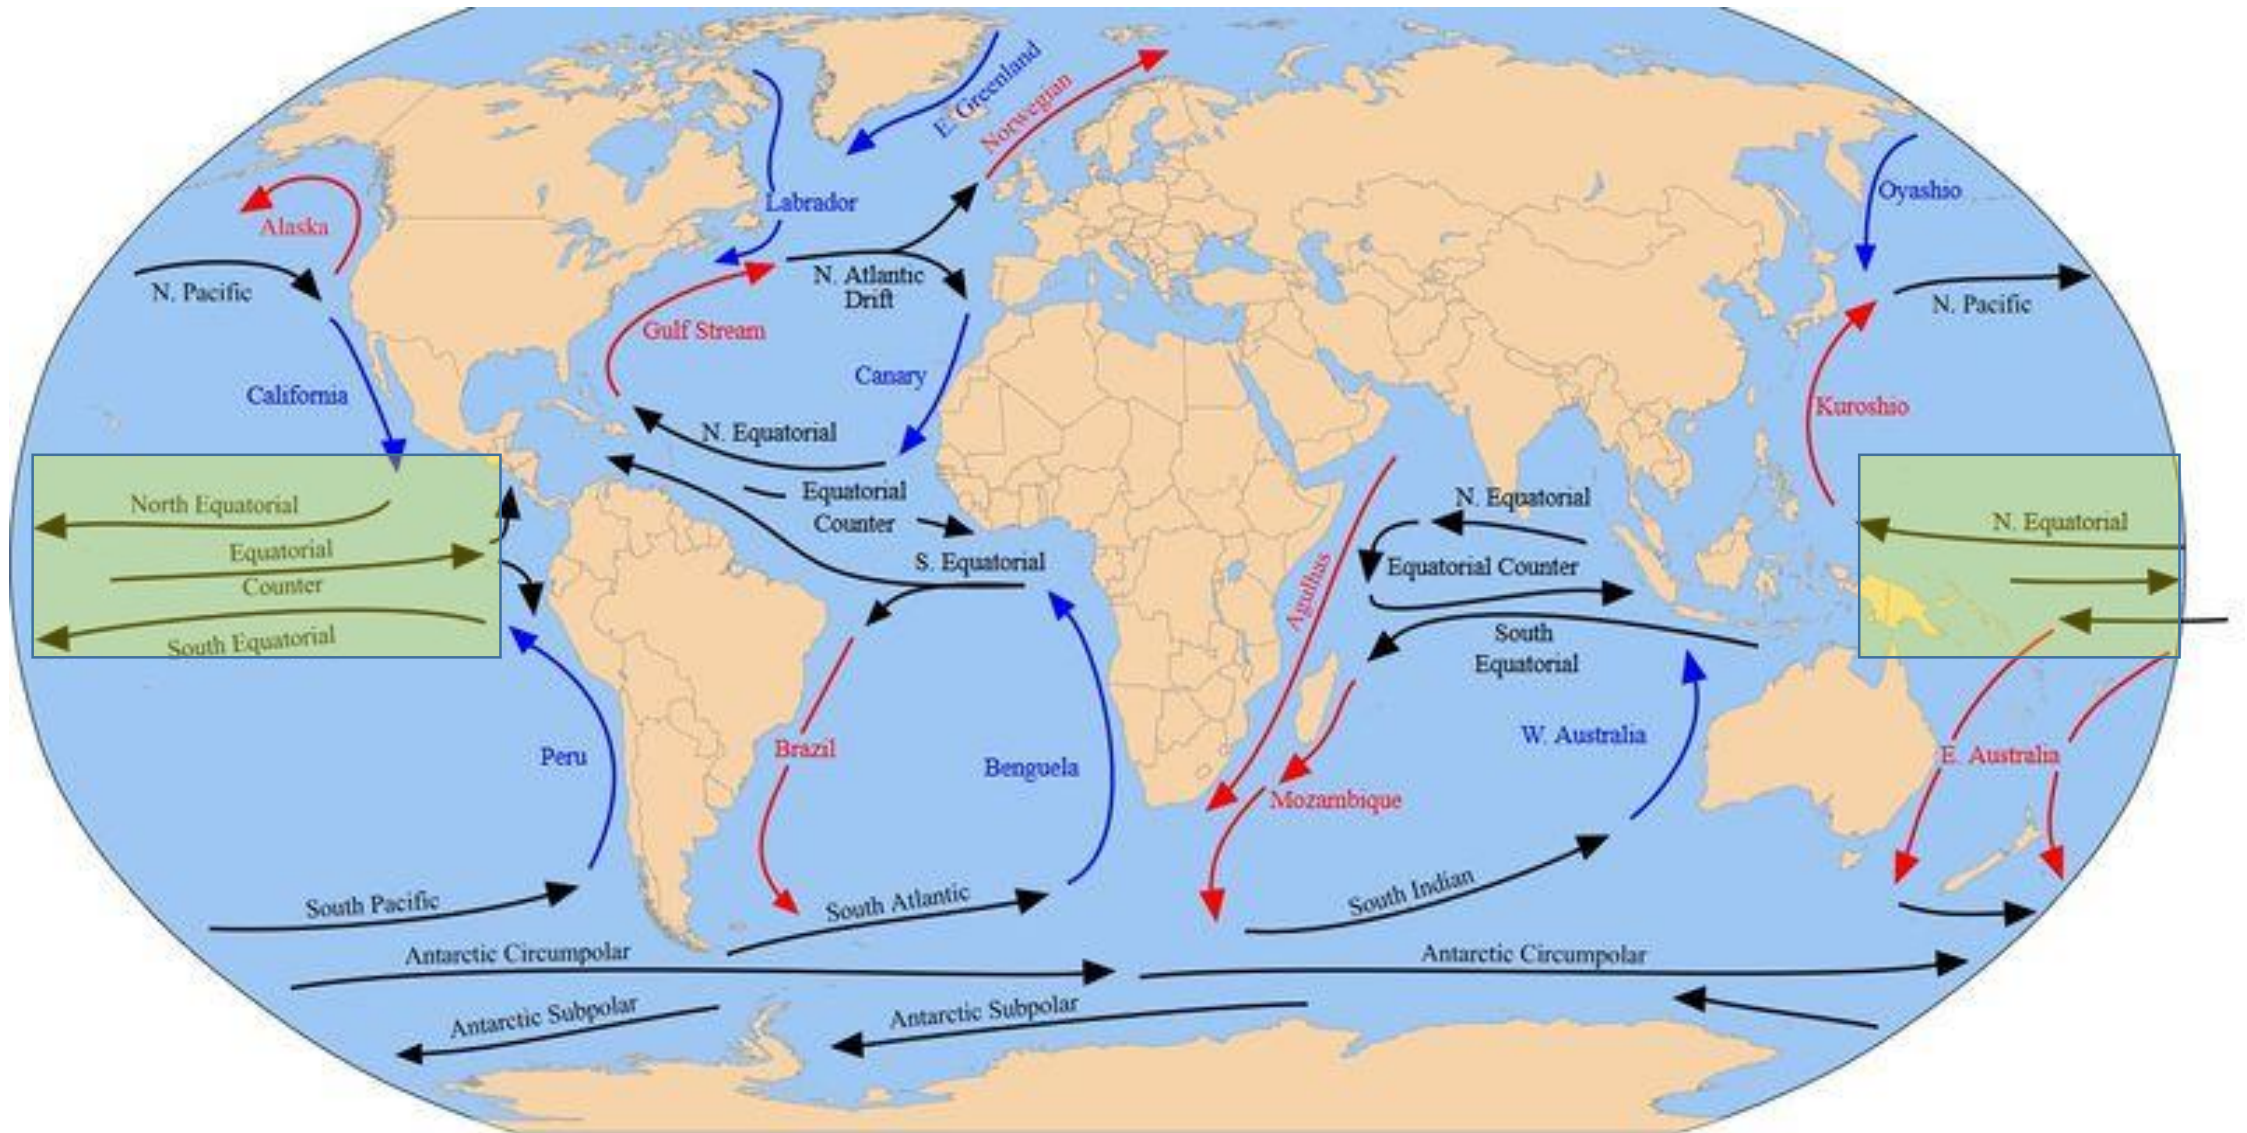 E. Greenland
Norwegian
Labrador
Oyashio
Alaska
N. Pacific
N. Atlantic
Drift
N. Pacific
Gulf Stream
California
Canary
Kuroshio
N. Equatorial
North Equatorial
Equatorial
Counter
N. Equatorial
N. Equatorial
Equatorial
Counter
S. Equatorial
Agulhas
Equatorial Counter
South Equatorial
South
Equatorial
Peru
Brazil
Benguela
W. Australia
E. Australia
Mozambique
South Pacific
South Atlantic
South Indian
Antarctic Circumpolar
Antarctic Circumpolar
Antarctic Subpolar
Antarctic Subpolar